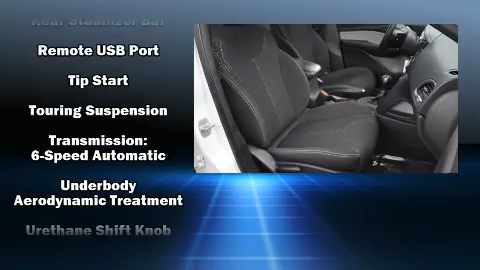 Rear Stabilizer Bar
Remote USB Port
Tip Start
Touring Suspension
Transmission:
6-Speed Automatic
Underbody
Aerodynamic Treatment
Urethane Shift Knob